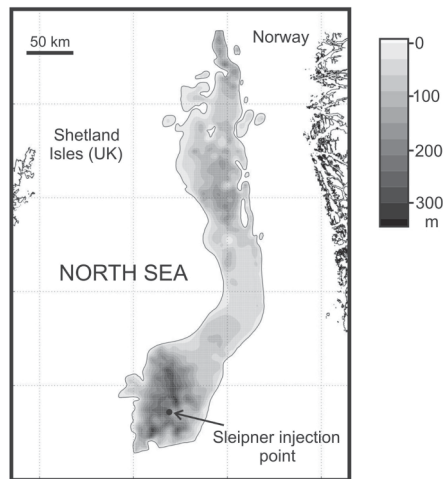 50 km
Norway
Shetland
Isles (UK)
NORTH SEA
Sleipner injection
point
0
100
200
300
m